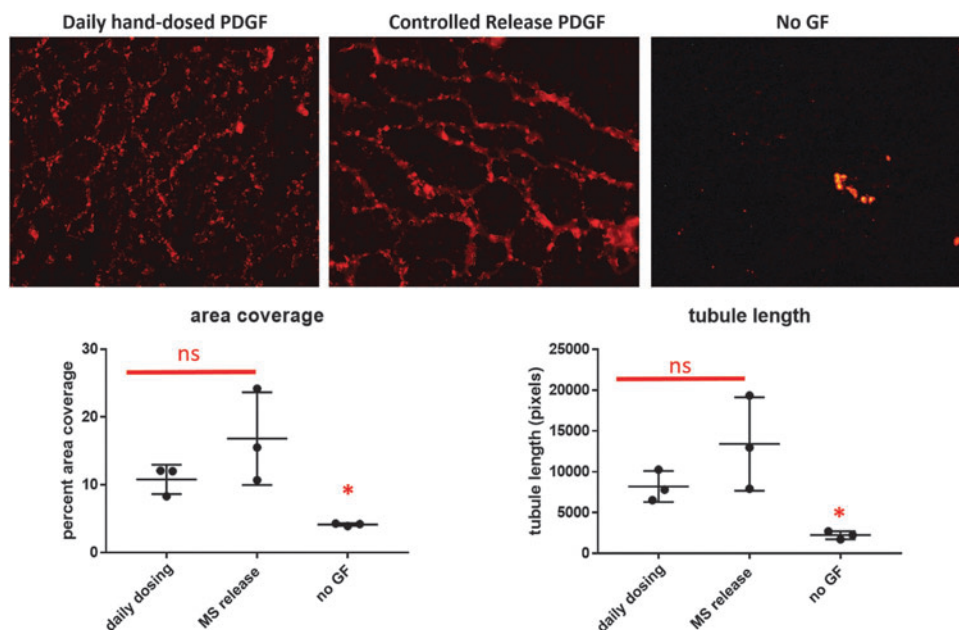 Daily hand-dosed PDGF
Controlled Release PDGF
No GF
area coverage
percent area coverage
30
20
10
0
ns
*
daily dosing
MS release
no GF
tubule length
tubule length (pixels)
25000
20000
15000
10000
5000
0
ns
*
daily dosing
MS release
no GF